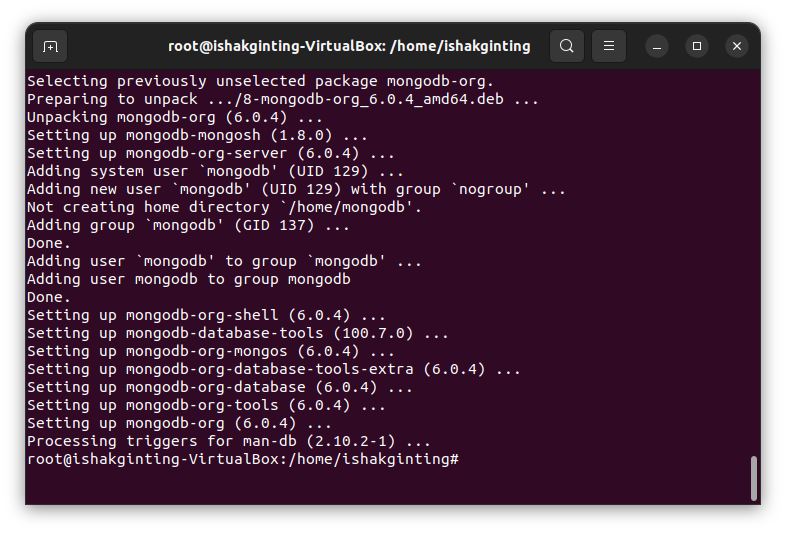 root@ishakginting-VirtualBox: /home/ishakginting
Selecting previously unselected package mongodb-org.
Preparing to unpack .../8-mongodb-org_6.0.4_amd64.deb ...
Unpacking mongodb-org (6.0.4) ...
Setting up mongodb-mongosh (1.8.0) ...
Setting up mongodb-org-server (6.0.4) ...
Adding system user `mongodb' (UID 129) ...
Adding new user `mongodb' (UID 129) with group `nogroup' ...
Not creating home directory `/home/mongodb'.
Adding group `mongodb' (GID 137) ...
Done.
Adding user `mongodb' to group `mongodb' ...
Adding user mongodb to group mongodb
Done.
Setting up mongodb-org-shell (6.0.4) ...
Setting up mongodb-database-tools (100.7.0) ...
Setting up mongodb-org-mongos (6.0.4) ...
Setting up mongodb-org-database-tools-extra (6.0.4) ...
Setting up mongodb-org-database (6.0.4) ...
Setting up mongodb-org-tools (6.0.4) ...
Setting up mongodb-org (6.0.4) ...
Processing triggers for man-db (2.10.2-1) ...
root@ishakginting-VirtualBox:/home/ishakginting#